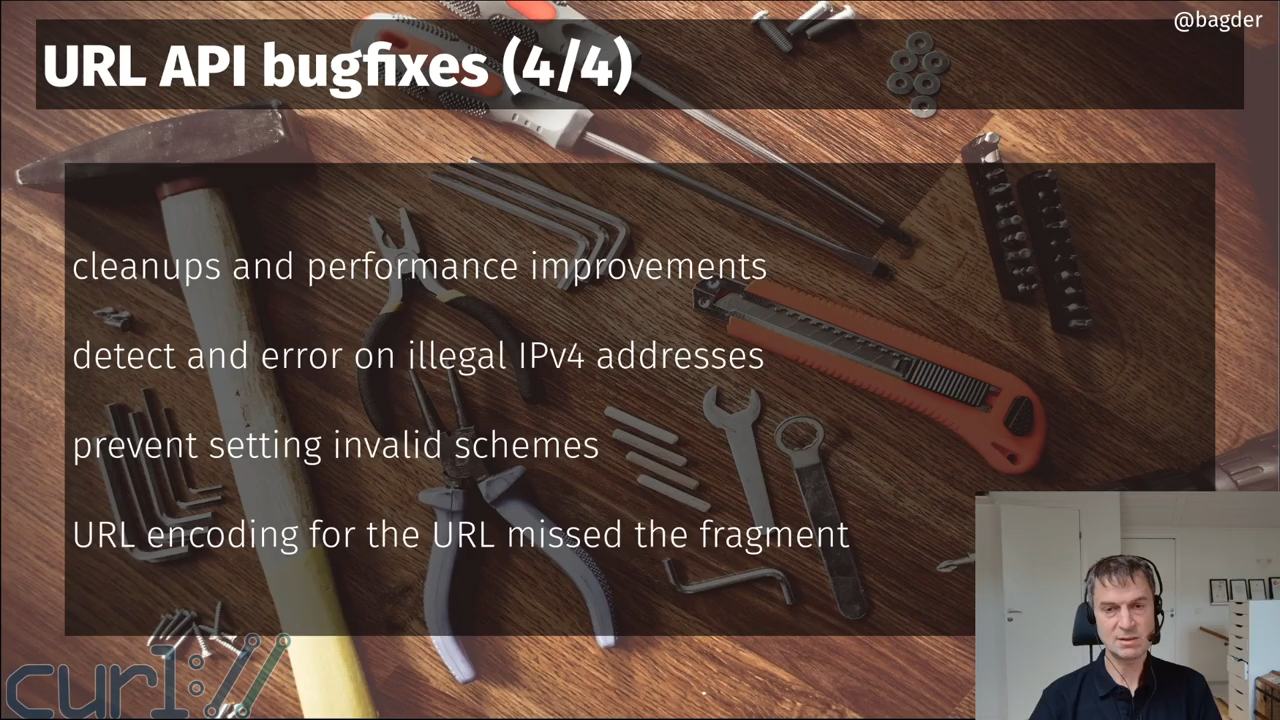 @bagder
URL API bugfixes (4/4)
cleanups and performance improvements
detect and error on illegal IPv4 addresses
prevent setting invalid schemes
URL encoding for the URL missed the fragment
curl://